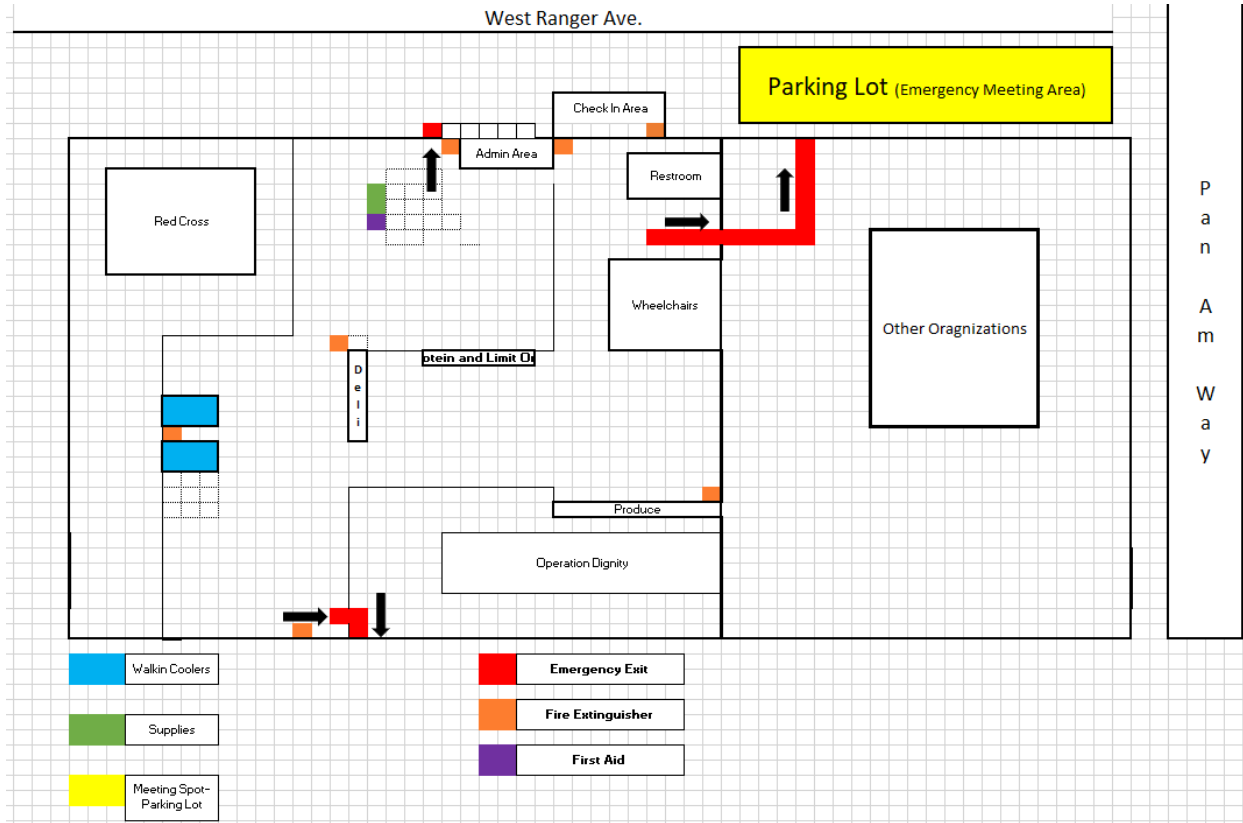 West Ranger Ave.
Parking Lot (Emergency Meeting Area)
Check In Area
Admin Area
Restroom
Red Cross
P
a
n
A
m
W
a
y
Wheelchairs
Other Oragnizations
otein and Limit O
D
e
l
i
Produce
Operation Dignity
Walkin Coolers
Emergency Exit
Supplies
Fire Extinguisher
First Aid
Meeting Spot-
Parking Lot